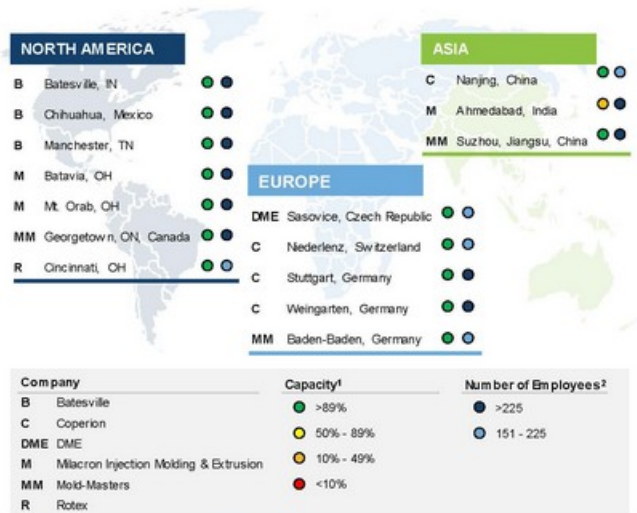 NORTH AMERICA
B Batesville, IN
B Chihuahua, Mexico
B Manchester, TN
M Batavia, OH
M Mt. Orab, OH
MM Georgetown, ON, Canada
R Cincinnati, OH
ASIA
C Nanjing, China
M Ahmedabad, India
MM Suzhou, Jiangsu, China
EUROPE
DME Sasovice, Czech Republic
C Niederlenz, Switzerland
C Stuttgart, Germany
C Weingarten, Germany
MM Baden-Baden, Germany
Company
B Batesville
C Coperion
DME DME
M Milacron Injection Molding & Extrusion
MM Mold-Masters
R Rotex
Capacity¹
>89%
50% - 89%
10% - 49%
<10%
Number of Employees²
>225
151 - 225